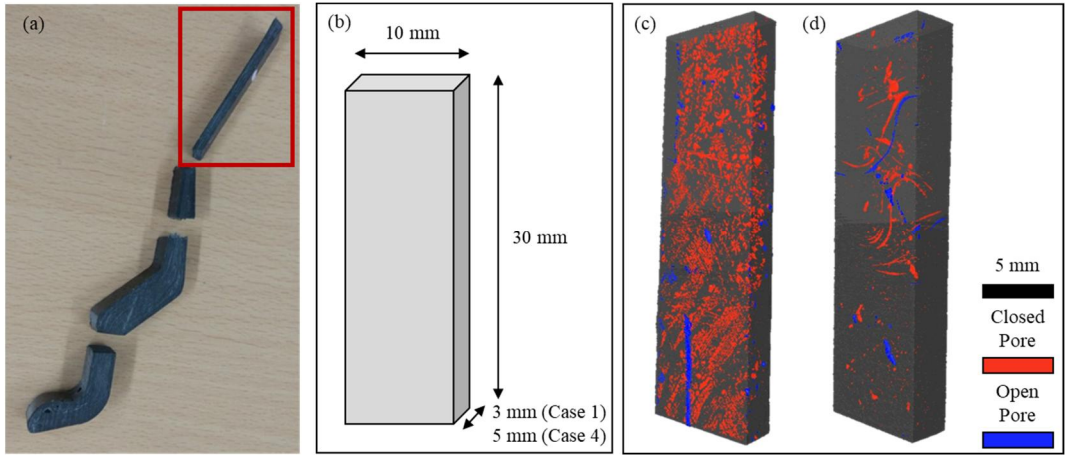 (a)
(b)
10 mm
30 mm
3 mm (Case 1)
5 mm (Case 4)
(c)
(d)
5 mm
Closed
Pore
Open
Pore